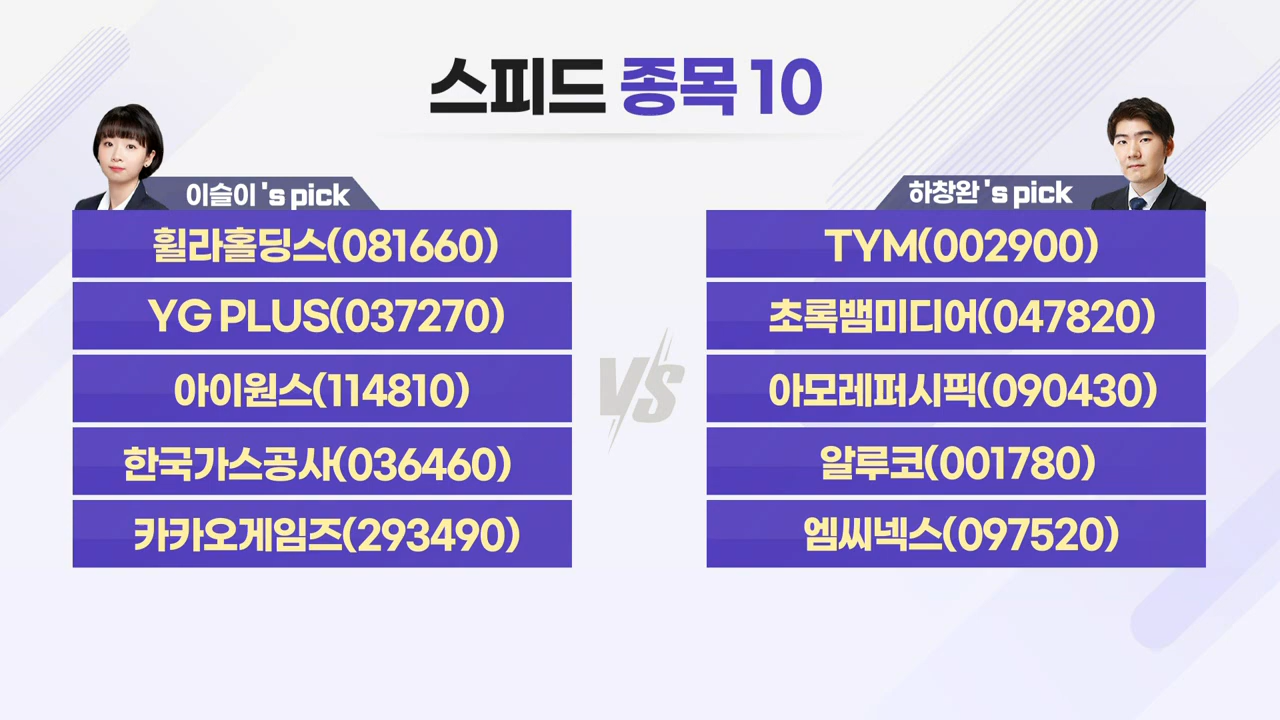 스피드 종목 10
이슬이 's pick
휠라홀딩스(081660)
YG PLUS(037270)
아이원스(114810)
한국가스공사(036460)
카카오게임즈(293490)
VS
하창완 's pick
TYM(002900)
초록뱀미디어(047820)
아모레퍼시픽(090430)
알루코(001780)
엠씨넥스(097520)